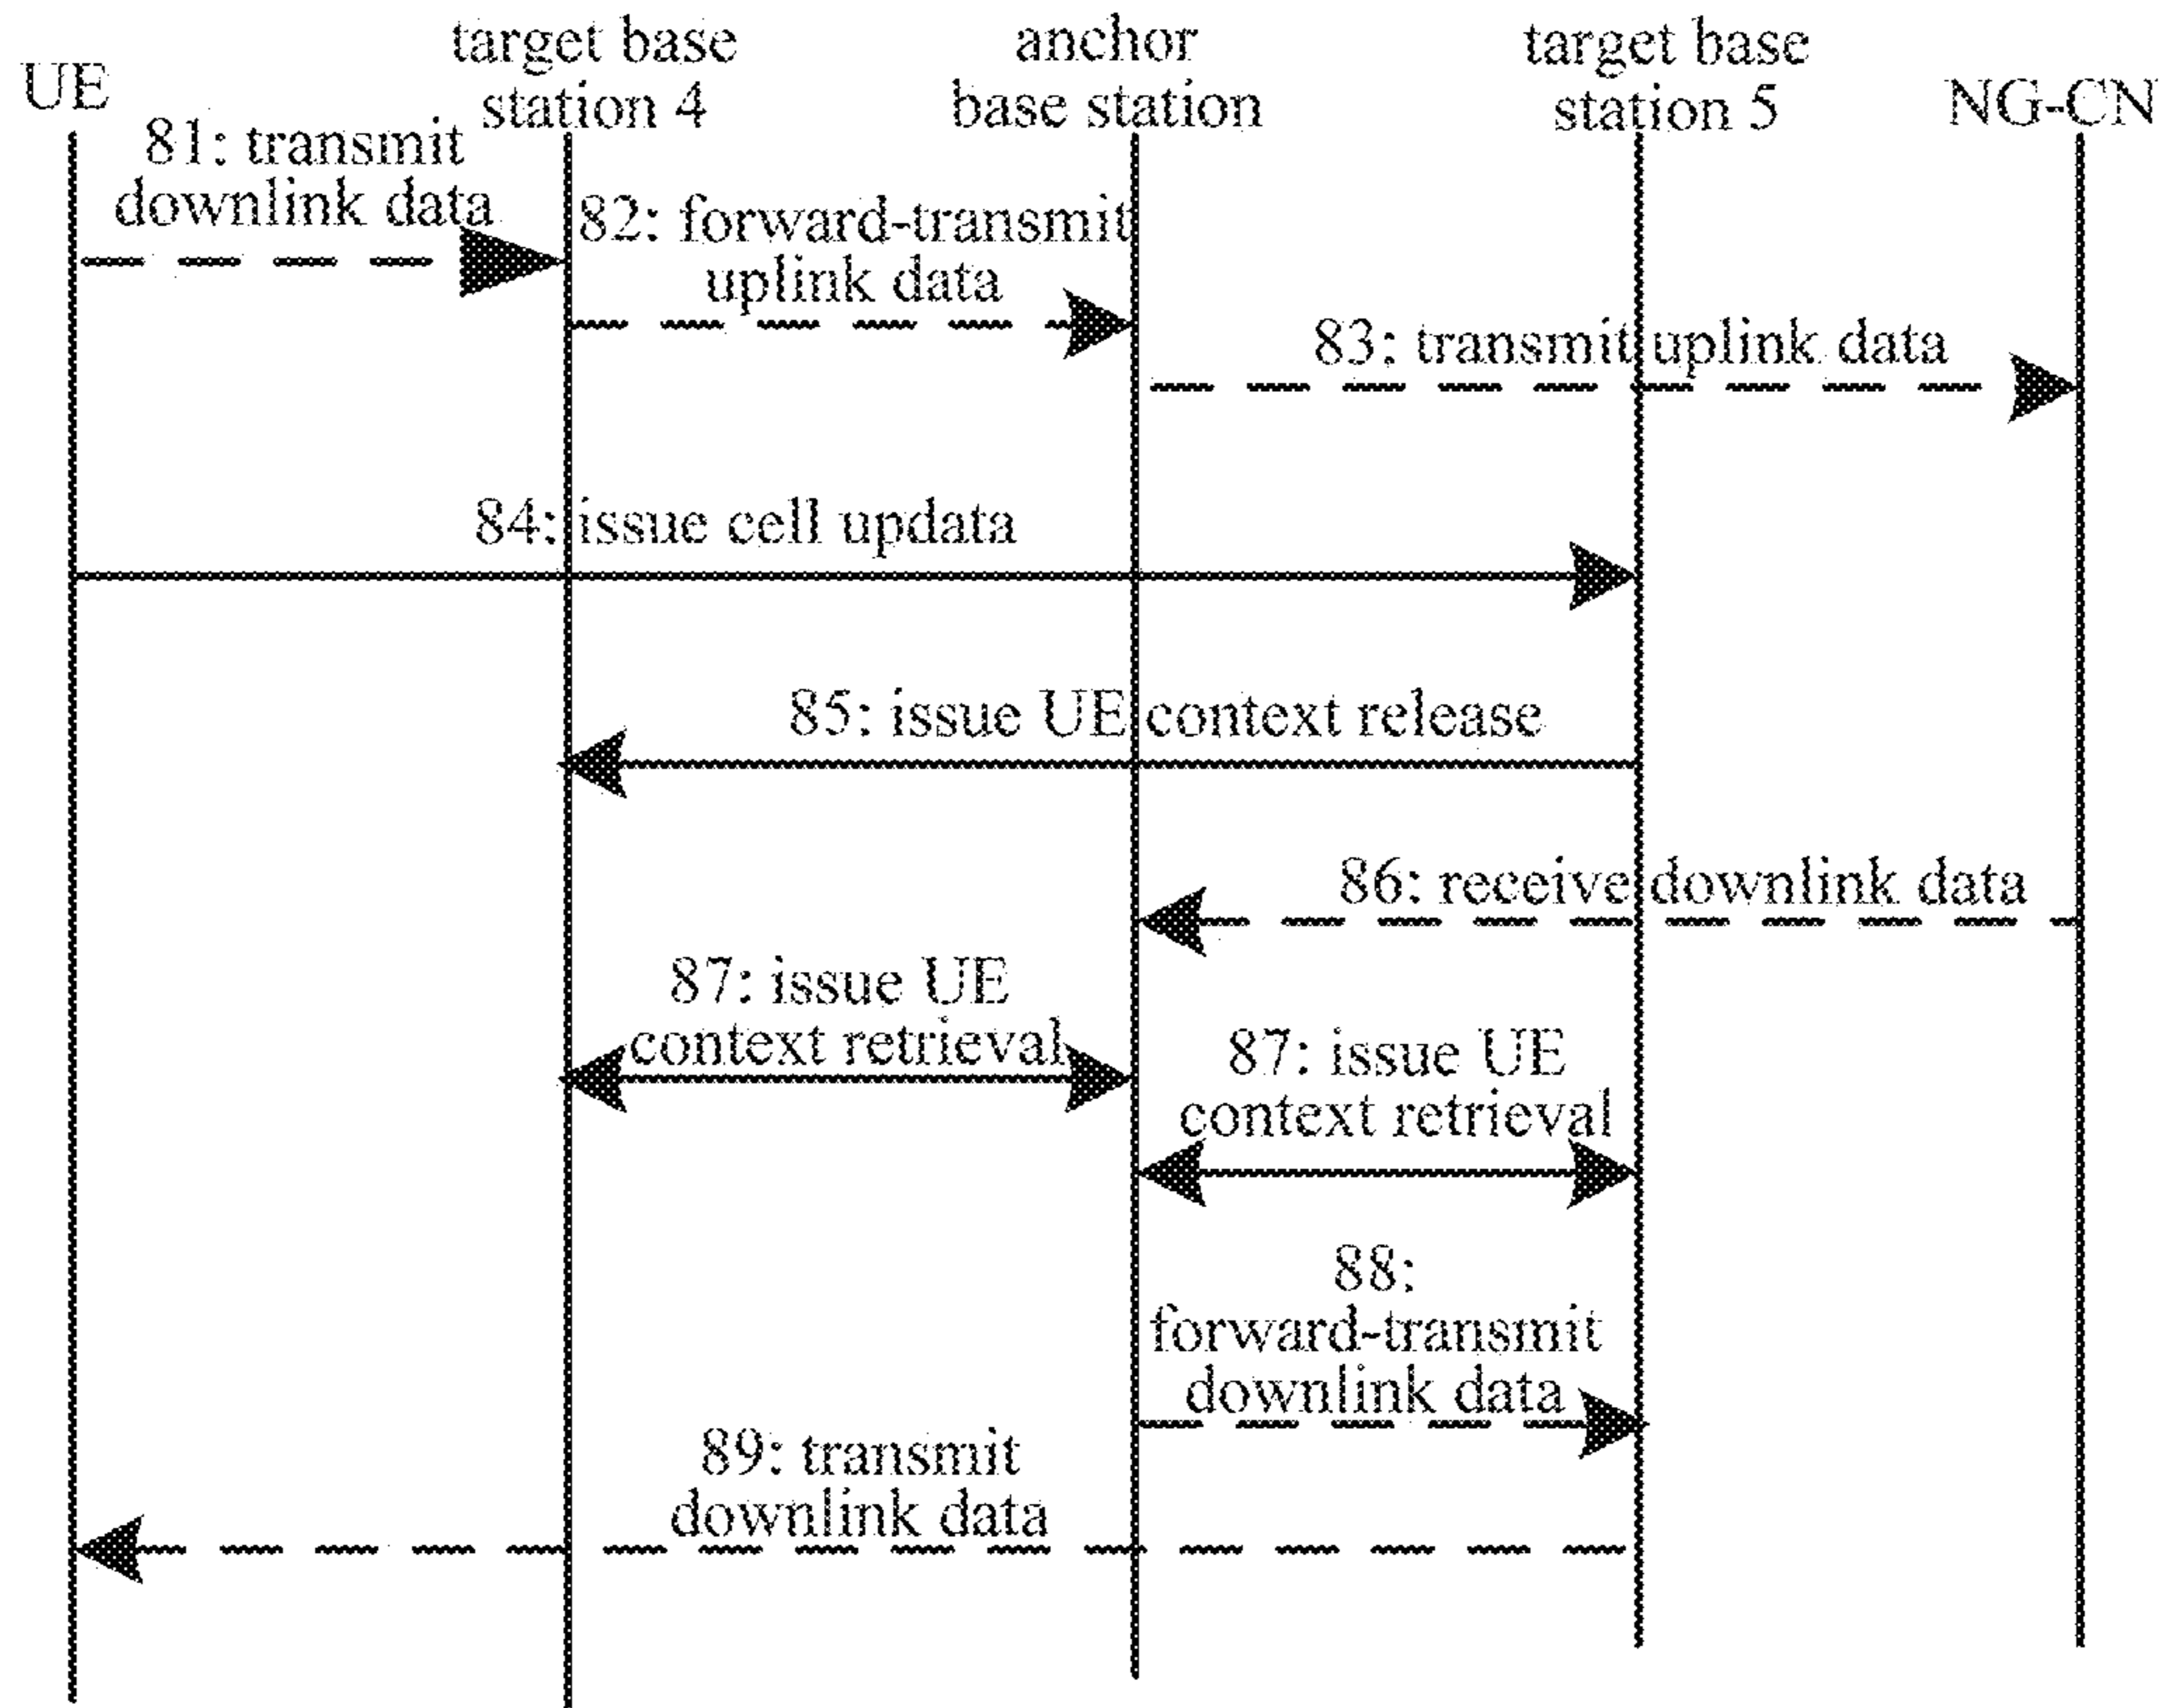 UE
target base
station 4
anchor
base station
target base
station 5
NG-CN
81: transmit
downlink data
82: forward-transmit
uplink data
83: transmit uplink data
84: issue cell updata
85: issue UE context release
86: receive downlink data
87: issue UE
context retrieval
87: issue UE
context retrieval
88:
forward-transmit
downlink data
89: transmit
downlink data